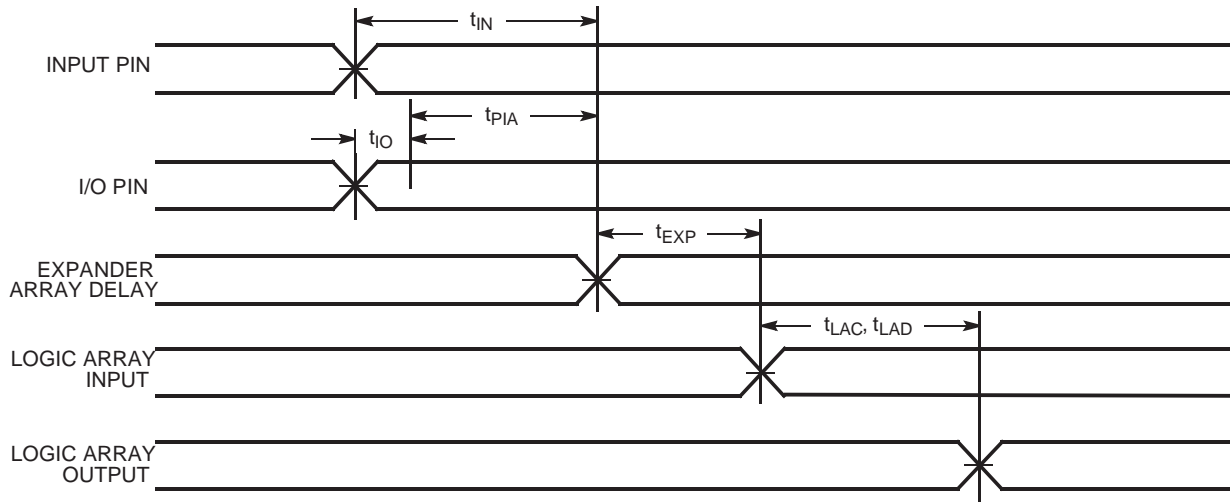 tIN
INPUT PIN
tPIA
tIO
I/O PIN
tEXP
EXPANDER
ARRAY DELAY
tLAC, tLAD
LOGIC ARRAY
INPUT
LOGIC ARRAY
OUTPUT